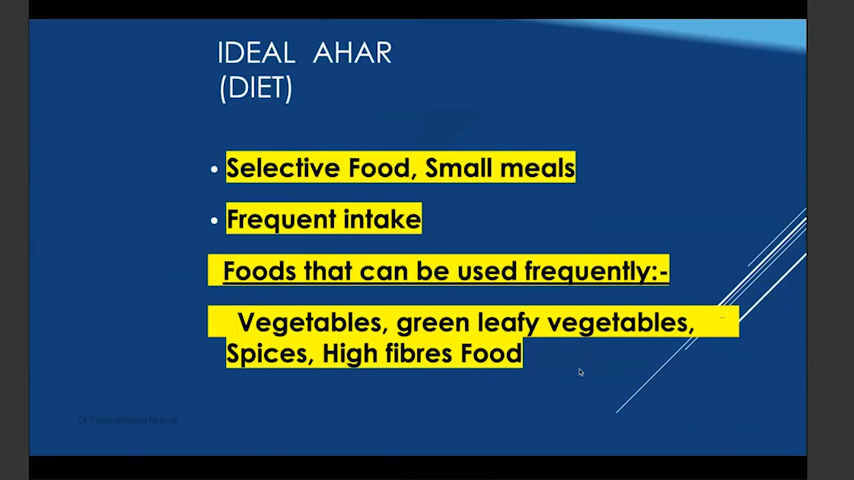 IDEAL AHAR
(DIET)
• Selective Food, Small meals
• Frequent intake
Foods that can be used frequently:-
Vegetables, green leafy vegetables,
Spices, High fibres Food